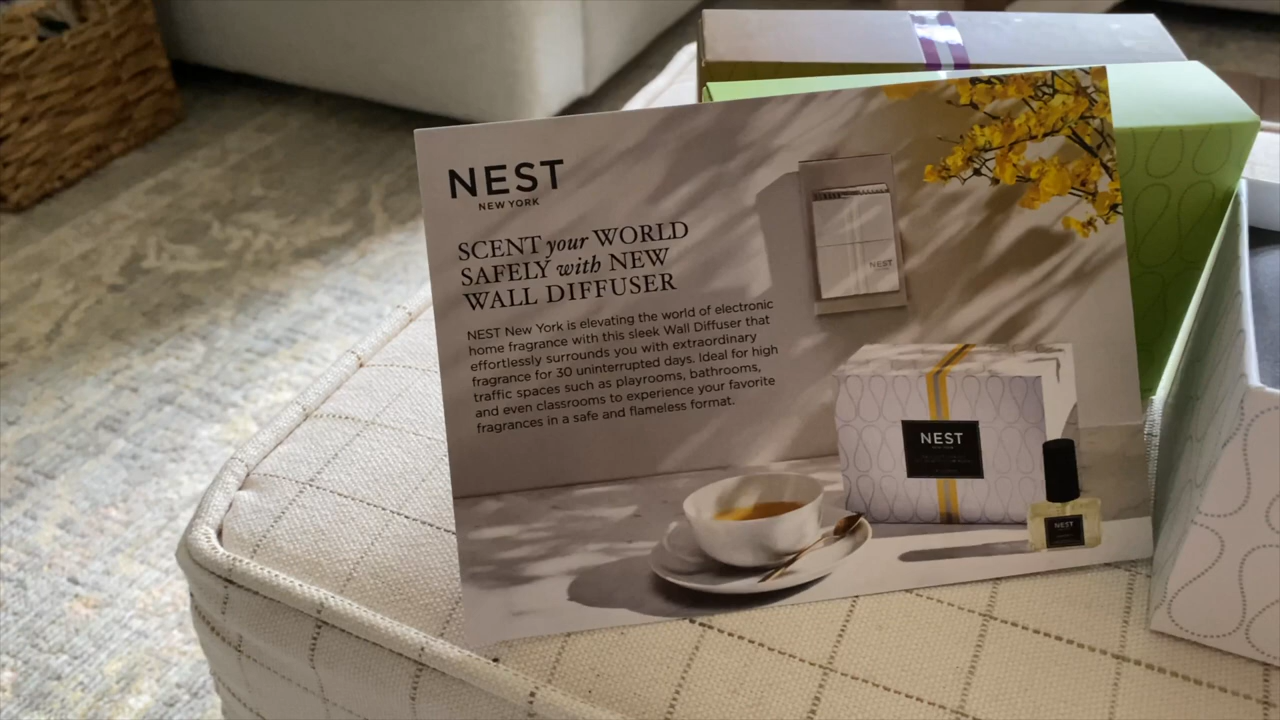 NEST
NEW YORK
SCENT your WORLD
SAFELY with NEW
WALL DIFFUSER
NEST New York is elevating the world of electronic
home fragrance with this sleek Wall Diffuser that
effortlessly surrounds you with extraordinary
fragrance for 30 uninterrupted days. Ideal for high
traffic spaces such as playrooms, bathrooms,
and even classrooms to experience your favorite
fragrances in a safe and flameless format.
NEST
NEST
NEST